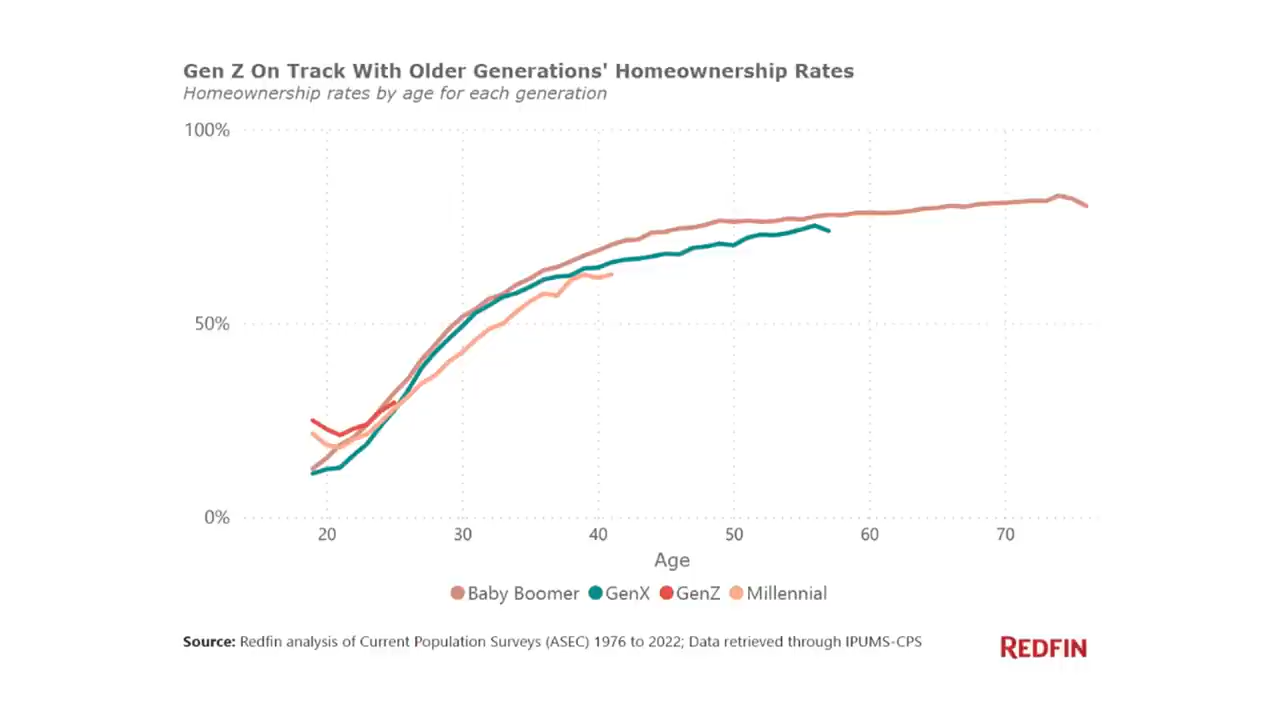 Gen Z On Track With Older Generations' Homeownership Rates
Homeownership rates by age for each generation
100%
50%
0%
20 30 40 50 60 70
Age
Baby Boomer GenX GenZ Millennial
Source: Redfin analysis of Current Population Surveys (ASEC) 1976 to 2022; Data retrieved through IPUMS-CPS
REDFIN